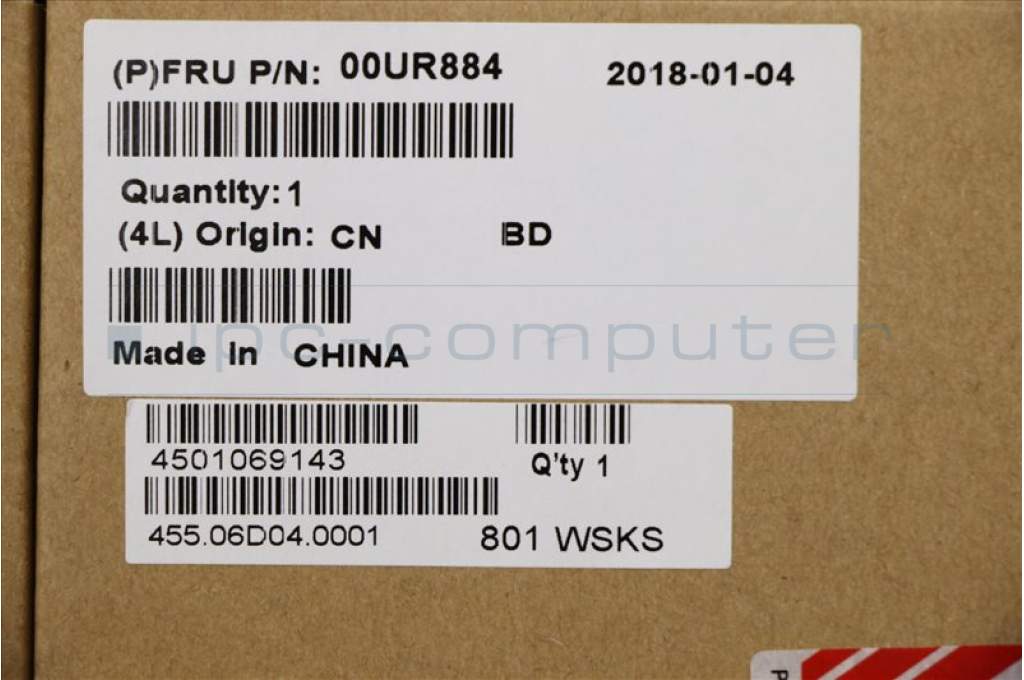 (P)FRU P/N: 00UR884 2018-01-04
Quantity: 1
(4L) Origin: CN BD
ipc-computer
Made in CHINA
4501069143 Q'ty 1
455.06D04.0001 801 WSKS
P